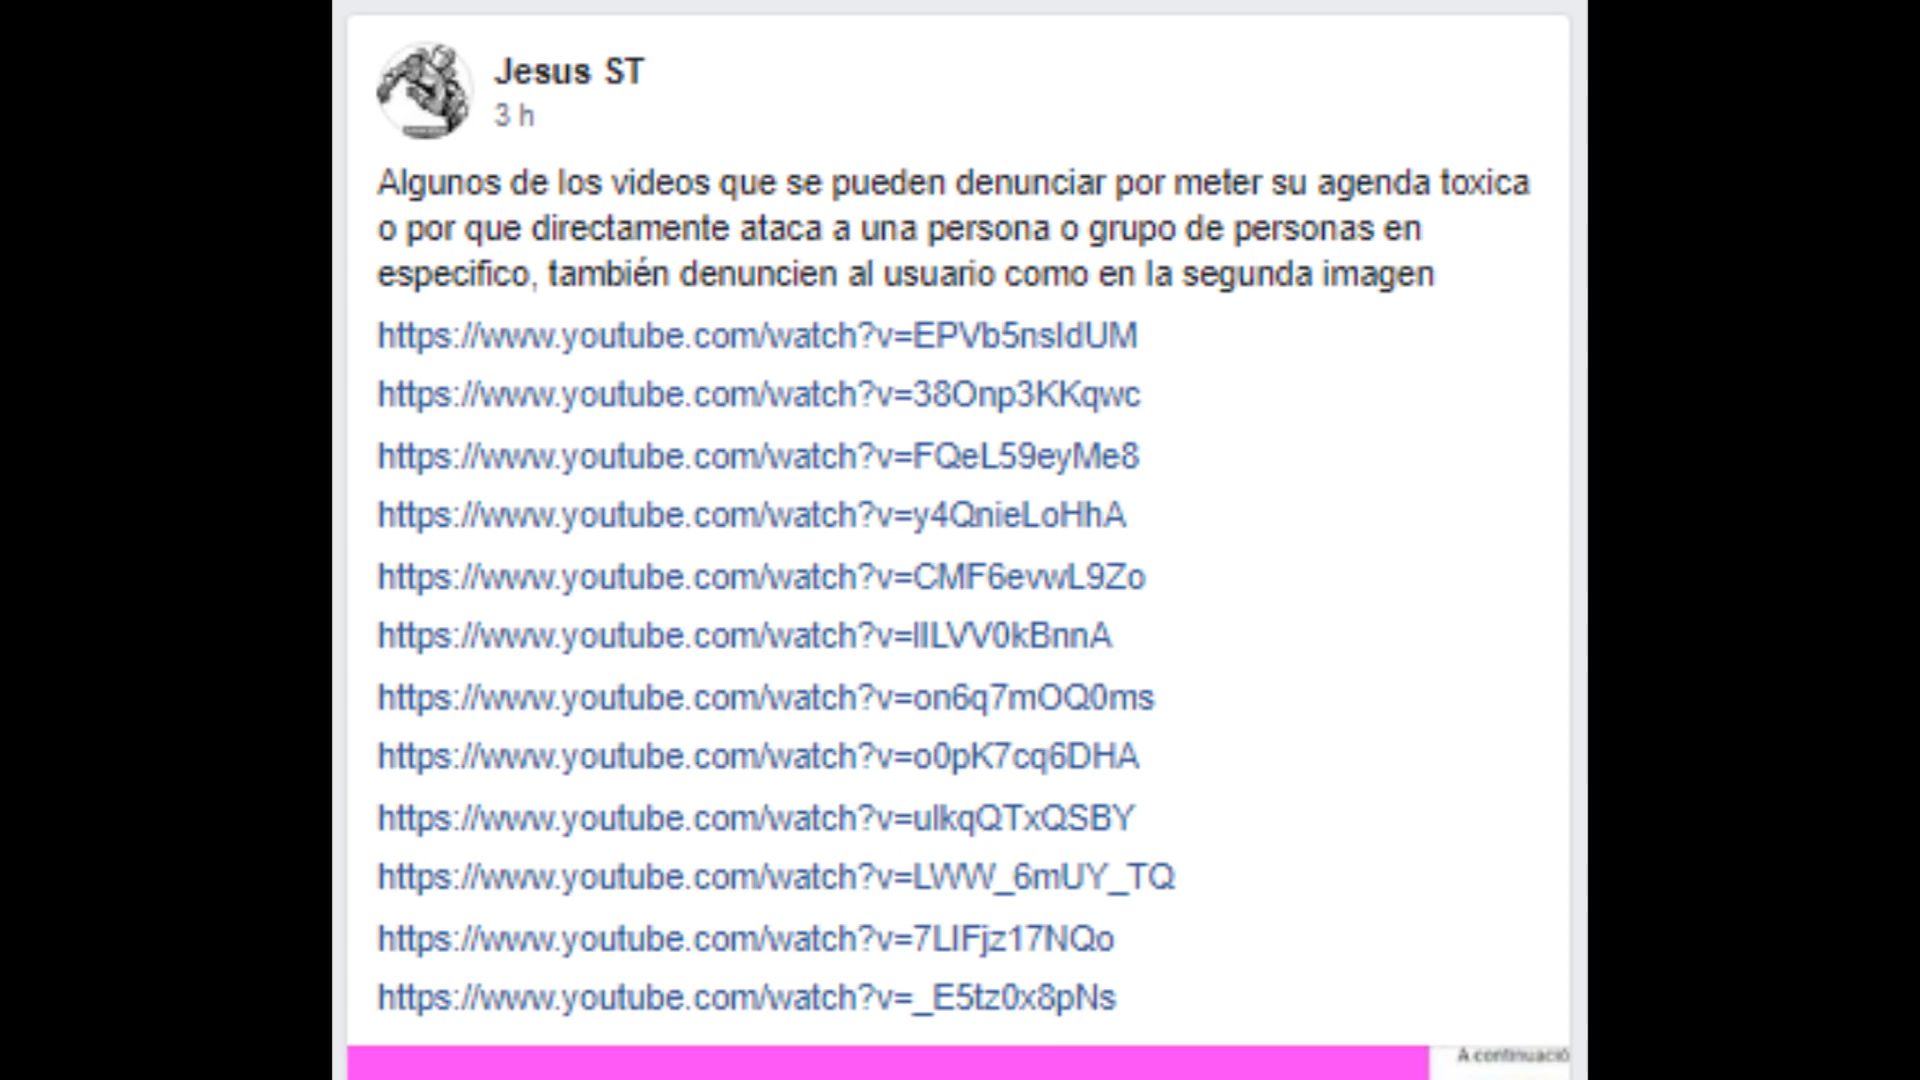 Jesus ST
3 h
Algunos de los videos que se pueden denunciar por meter su agenda toxica
o por que directamente ataca a una persona o grupo de personas en
especifico, también denuncien al usuario como en la segunda imagen
https://www.youtube.com/watch?v=EPVb5nsIdUM
https://www.youtube.com/watch?v=38Onp3KKqwc
https://www.youtube.com/watch?v=FQeL59eyMe8
https://www.youtube.com/watch?v=y4QnieLoHhA
https://www.youtube.com/watch?v=CMF6evwL9Zo
https://www.youtube.com/watch?v=IlLVV0kBnnA
https://www.youtube.com/watch?v=on6q7mOQ0ms
https://www.youtube.com/watch?v=o0pK7cq6DHA
https://www.youtube.com/watch?v=ulkqQTxQSBY
https://www.youtube.com/watch?v=LWW_6mUY_TQ
https://www.youtube.com/watch?v=7LIFjz17NQo
https://www.youtube.com/watch?v=_E5tz0x8pNs
A continuació